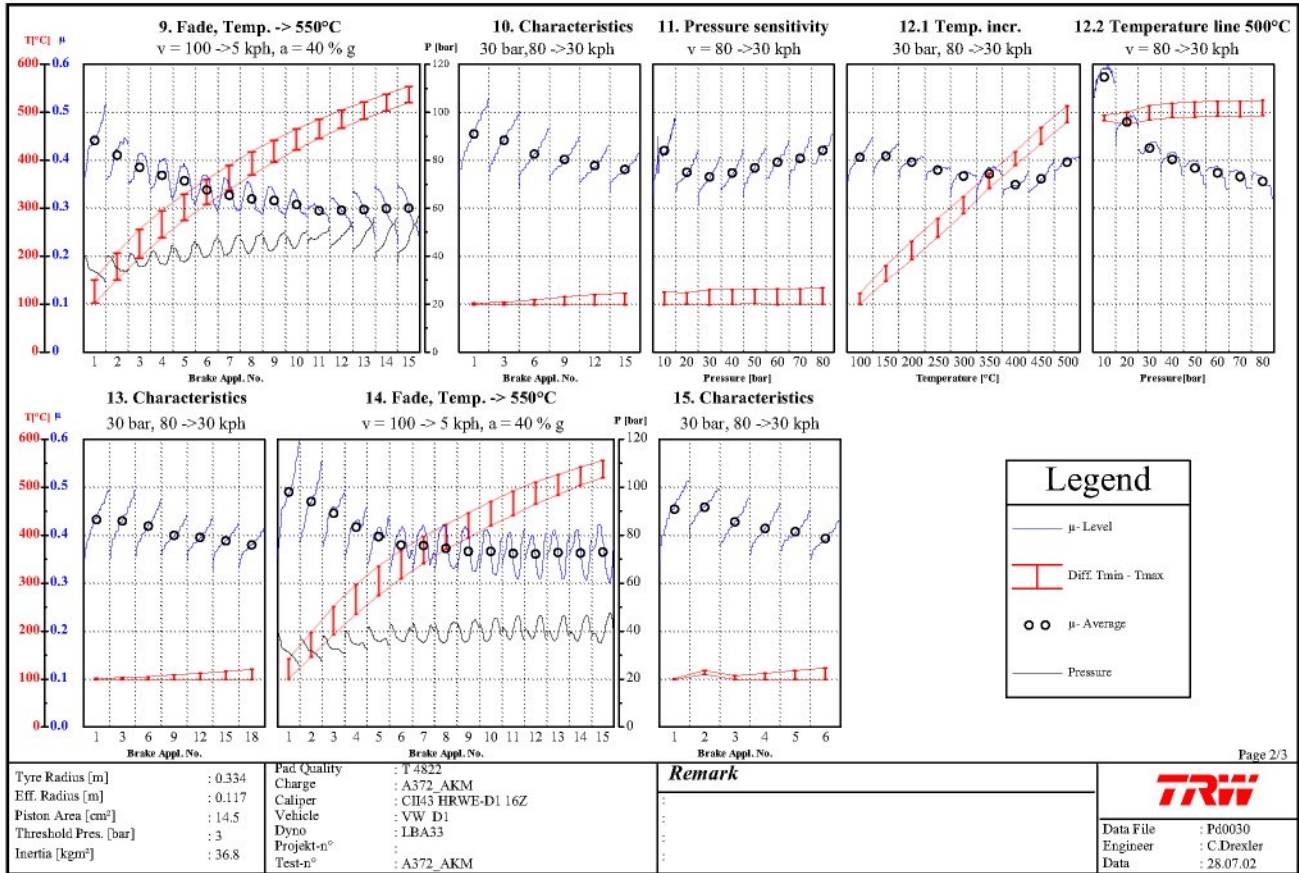 9. Fade, Temp. -> 550°C
v = 100 ->5 kph, a = 40 % g
T[°C] µ
P [bar]
600 0.6
500 0.5
400 0.4
300 0.3
200 0.2
100 0.1
0 0
120
100
80
60
40
20
0
1 2 3 4 5 6 7 8 9 10 11 12 13 14 15
Brake Appl. No.
10. Characteristics
30 bar,80 ->30 kph
1 3 6 9 12 15
Brake Appl. No.
11. Pressure sensitivity
v = 80 ->30 kph
10 20 30 40 50 60 70 80
Pressure [bar]
12.1 Temp. incr.
30 bar, 80 ->30 kph
100 150 200 250 300 350 400 450 500
Temperature [°C]
12.2 Temperature line 500°C
v = 80 ->30 kph
10 20 30 40 50 60 70 80
Pressure[bar]
13. Characteristics
30 bar, 80 ->30 kph
T[°C] µ
600 0.6
500 0.5
400 0.4
300 0.3
200 0.2
100 0.1
0 0
1 3 6 9 12 15 18
Brake Appl. No.
14. Fade, Temp. -> 550°C
v = 100 -> 5 kph, a = 40 % g
P [bar]
120
100
80
60
40
20
0
1 2 3 4 5 6 7 8 9 10 11 12 13 14 15
Brake Appl. No.
15. Characteristics
30 bar, 80 ->30 kph
1 2 3 4 5 6
Brake Appl. No.
Legend
µ- Level
Diff. Tmin - Tmax
µ- Average
Pressure
Page 2/3
Tyre Radius [m] : 0.334
Eff. Radius [m] : 0.117
Piston Area [cm²] : 14.5
Threshold Pres. [bar] : 3
Inertia [kgm²] : 36.8
Pad Quality : T 4822
Charge : A372_AKM
Caliper : CII43 HRWE-D1 16Z
Vehicle : VW D1
Dyno : LBA33
Projekt-n° :
Test-n° : A372_AKM
Remark
:
:
:
:
:
TRW
Data File : Pd0030
Engineer : C.Drexler
Data : 28.07.02